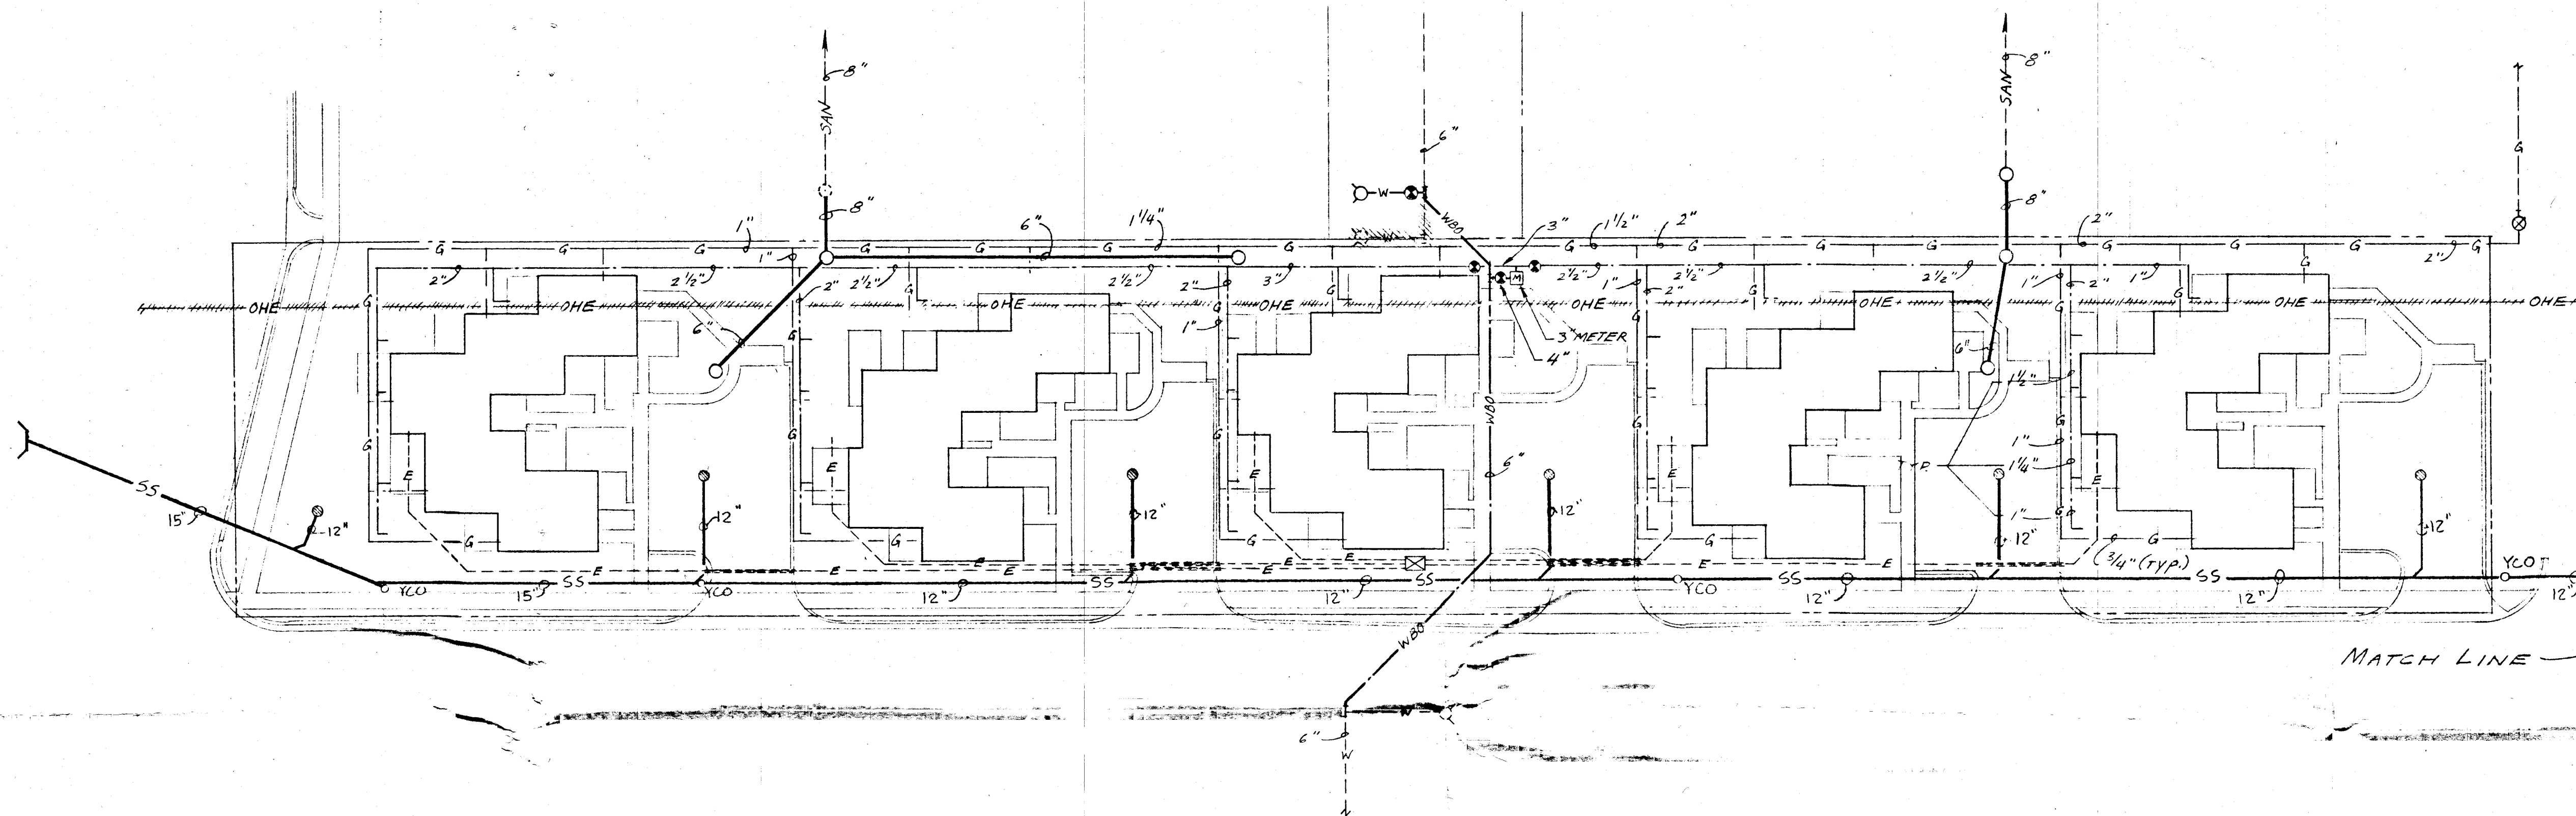 8"
SAN
8"
SAN
6"
G
W
8"
8"
WBO
1" 6" 1 1/4" 3" 1 1/2" 2" 2"
G G G G G G G G G G G G G G G
1" 2"
2" 2 1/2" 2" 2 1/2" 2 1/2" 2" 3" 2 1/2" 1" 2" 2 1/2" 2 1/2" 1" 2" 1"
M
G G G G G G G
OHE OHE OHE OHE OHE OHE OHE OHE
1"
G G G G
6" 3" METER 6"
4"
1 1/2"
WBO
G G G G G
1"
E E E E E
6" 1 1/4"
SS
15" 12" 12" 12" 12" 1" G 12" 12"
G G G G G
E E E E E E E
(3/4" (TYP.)
SS SS SS SS SS
YCO YCO YCO YCO T
15" 12" 12" 12" 12" 12"
WBO
MATCH LINE
W
6"
W